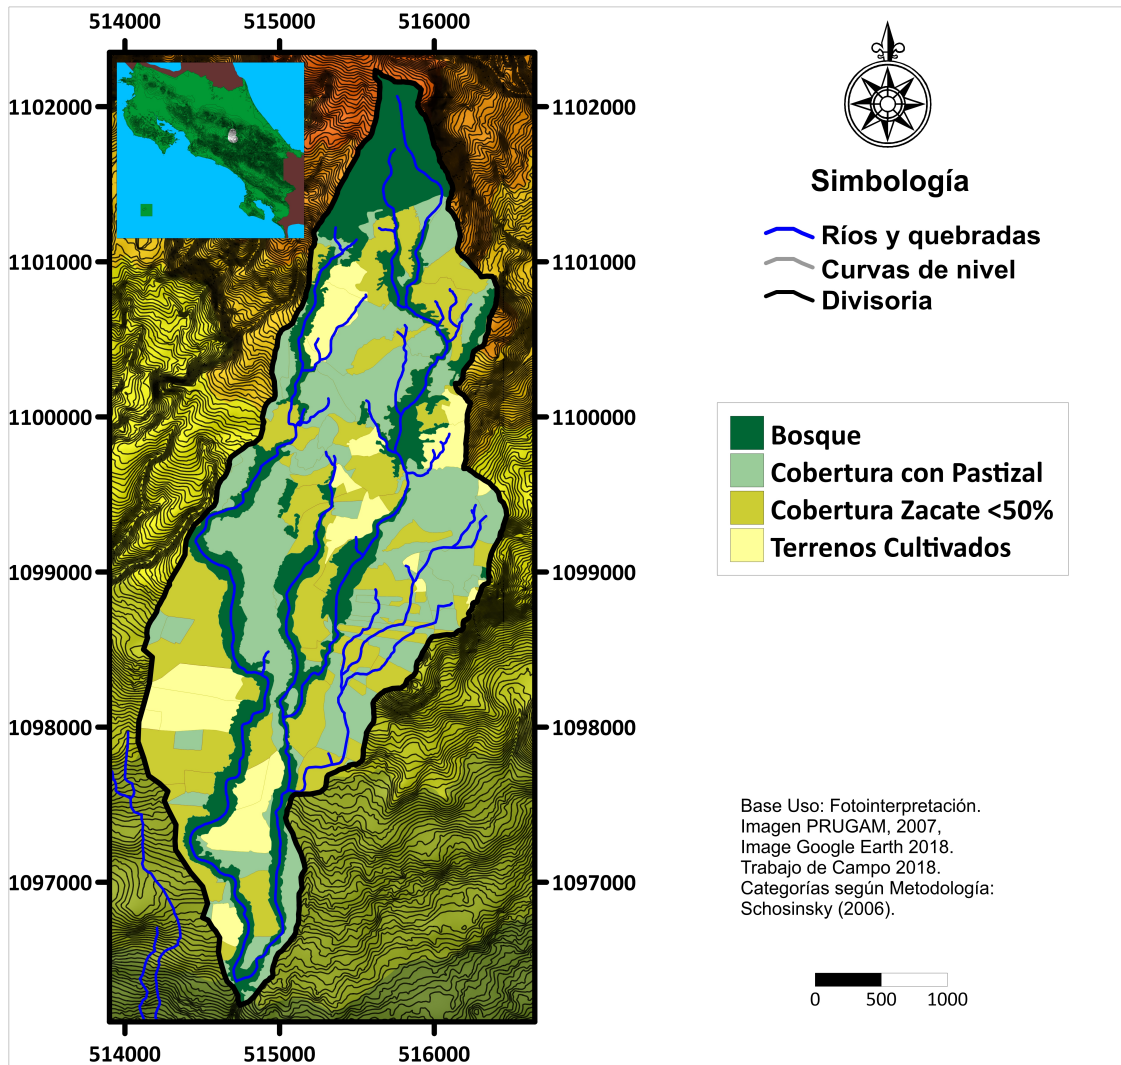 514000
515000
516000
1102000
1102000
1101000
1101000
1100000
1100000
1099000
1099000
1098000
1098000
1097000
1097000
514000
515000
516000
Simbología
Ríos y quebradas
Curvas de nivel
Divisoria
Bosque
Cobertura con Pastizal
Cobertura Zacate <50%
Terrenos Cultivados
Base Uso: Fotointerpretación.
Imagen PRUGAM, 2007,
Image Google Earth 2018.
Trabajo de Campo 2018.
Categorías según Metodología:
Schosinsky (2006).
0 500 1000